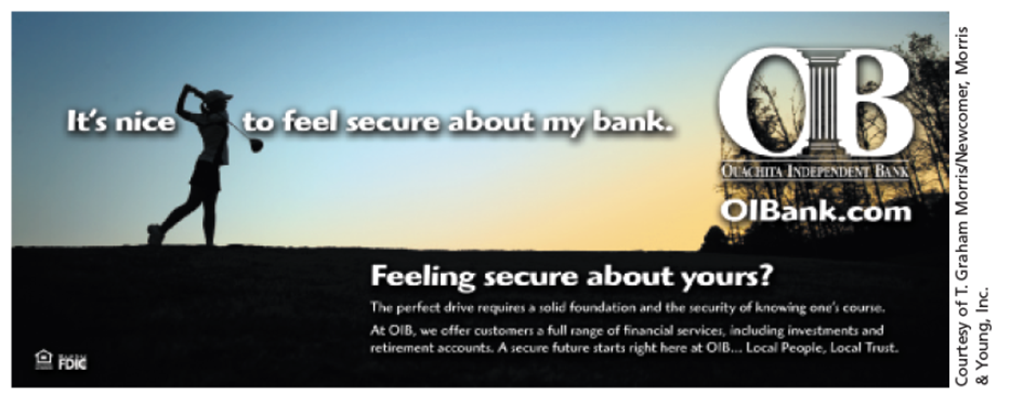 It's nice to feel secure about my bank.
OIB
OUACHITA INDEPENDENT BANK
OIBank.com
Feeling secure about yours?
The perfect drive requires a solid foundation and the security of knowing one's course.
At OIB, we offer customers a full range of financial services, including investments and
retirement accounts. A secure future starts right here at OIB... Local People, Local Trust.
FDIC
Courtesy of T. Graham Morris/Newcomer, Morris
& Young, Inc.